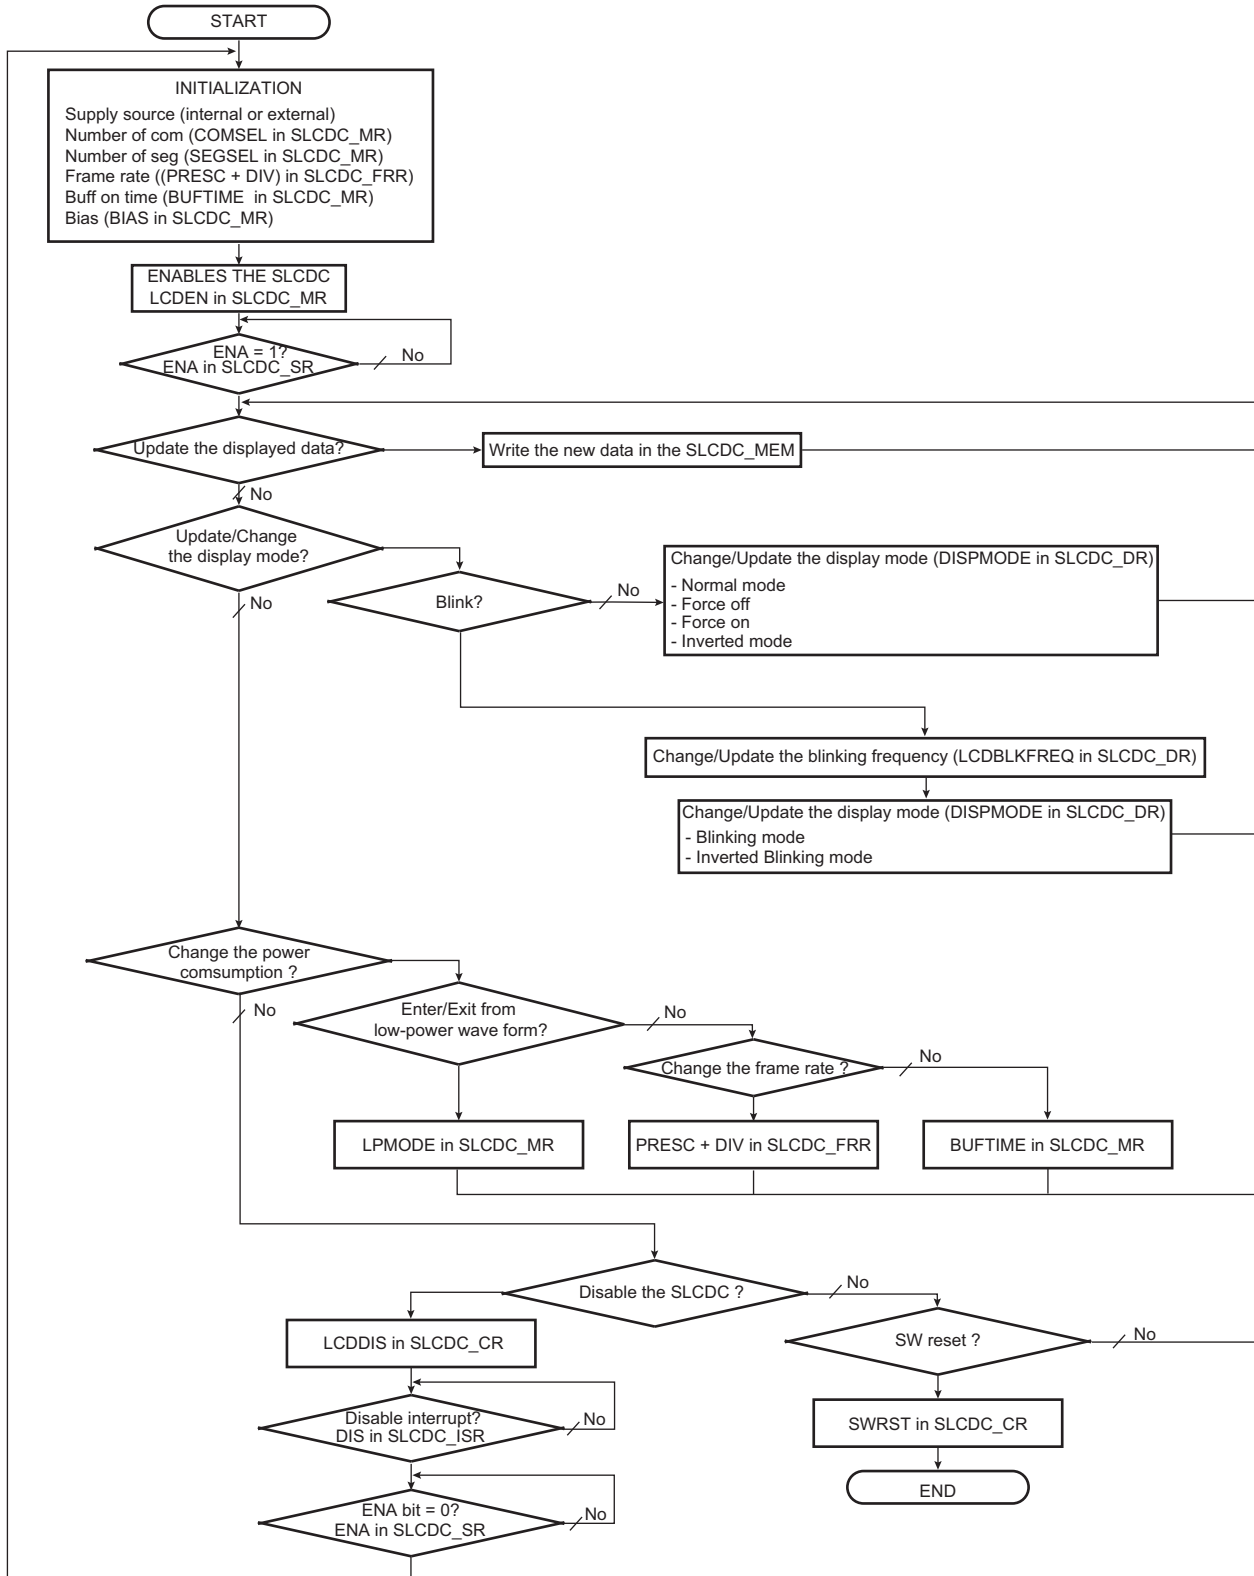 START
INITIALIZATION
Supply source (internal or external)
Number of com (COMSEL in SLCDC_MR)
Number of seg (SEGSEL in SLCDC_MR)
Frame rate ((PRESC + DIV) in SLCDC_FRR)
Buff on time (BUFTIME in SLCDC_MR)
Bias (BIAS in SLCDC_MR)
ENABLES THE SLCDC
LCDEN in SLCDC_MR
ENA = 1?
ENA in SLCDC_SR
No
Update the displayed data?
Write the new data in the SLCDC_MEM
No
Update/Change
the display mode?
No
Blink?
No
Change/Update the display mode (DISPMODE in SLCDC_DR)
- Normal mode
- Force off
- Force on
- Inverted mode
Change/Update the blinking frequency (LCDBLKFREQ in SLCDC_DR)
Change/Update the display mode (DISPMODE in SLCDC_DR)
- Blinking mode
- Inverted Blinking mode
Change the power
comsumption ?
No
Enter/Exit from
low-power wave form?
No
Change the frame rate ?
No
LPMODE in SLCDC_MR
PRESC + DIV in SLCDC_FRR
BUFTIME in SLCDC_MR
Disable the SLCDC ?
No
LCDDIS in SLCDC_CR
SW reset ?
No
Disable interrupt?
DIS in SLCDC_ISR
No
SWRST in SLCDC_CR
END
ENA bit = 0?
ENA in SLCDC_SR
No